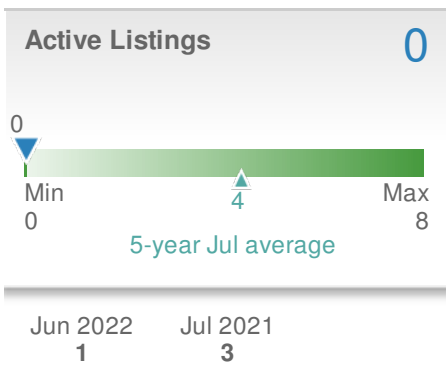 Active Listings 0
0
Min 4 Max
0 8
5-year Jul average
Jun 2022 Jul 2021
1 3